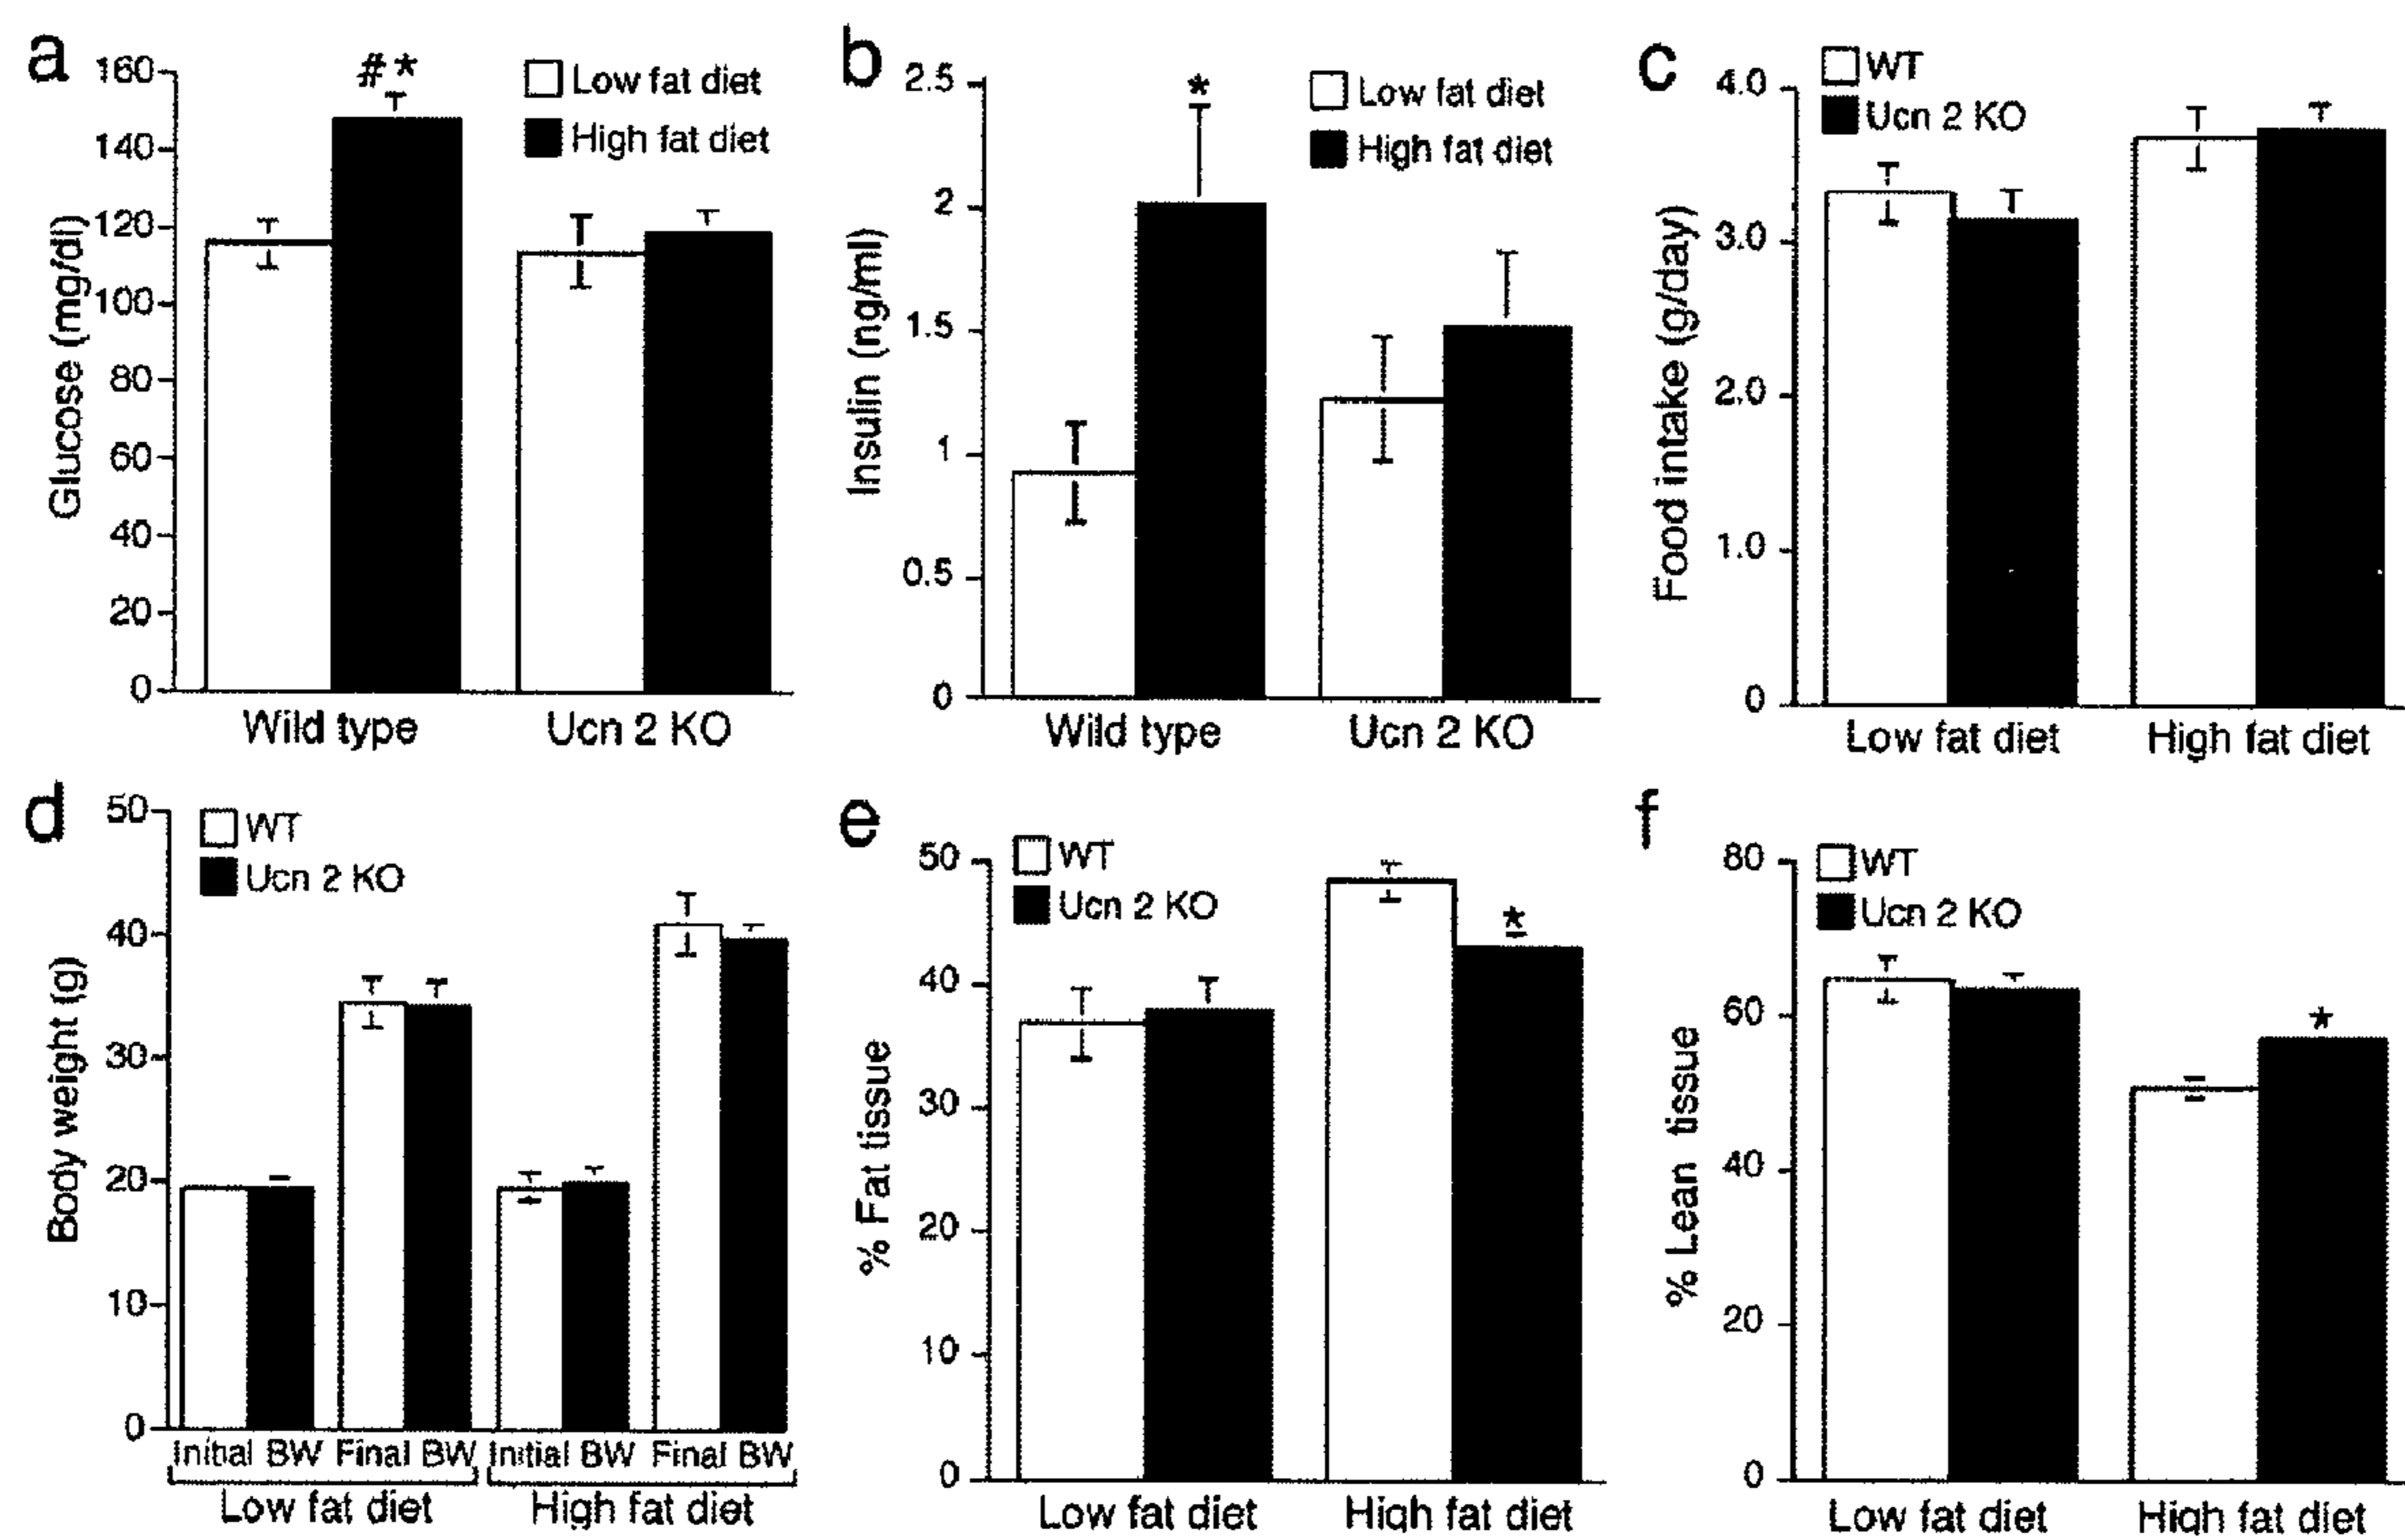 a
160
140
120
100
80
60
40
20
0
Glucose (mg/dl)
#*
Low fat diet
High fat diet
Wild type
Ucn 2 KO
b
2.5
2
1.5
1
0.5
0
Insulin (ng/ml)
*
Low fat diet
High fat diet
Wild type
Ucn 2 KO
c
4.0
3.0
2.0
1.0
0
Food intake (g/day)
WT
Ucn 2 KO
Low fat diet
High fat diet
d
50
40
30
20
10
0
Body weight (g)
WT
Ucn 2 KO
Initial BW
Final BW
Initial BW
Final BW
Low fat diet
High fat diet
e
50
40
30
20
10
0
% Fat tissue
WT
Ucn 2 KO
*
Low fat diet
High fat diet
f
80
60
40
20
0
% Lean tissue
WT
Ucn 2 KO
*
Low fat diet
High fat diet